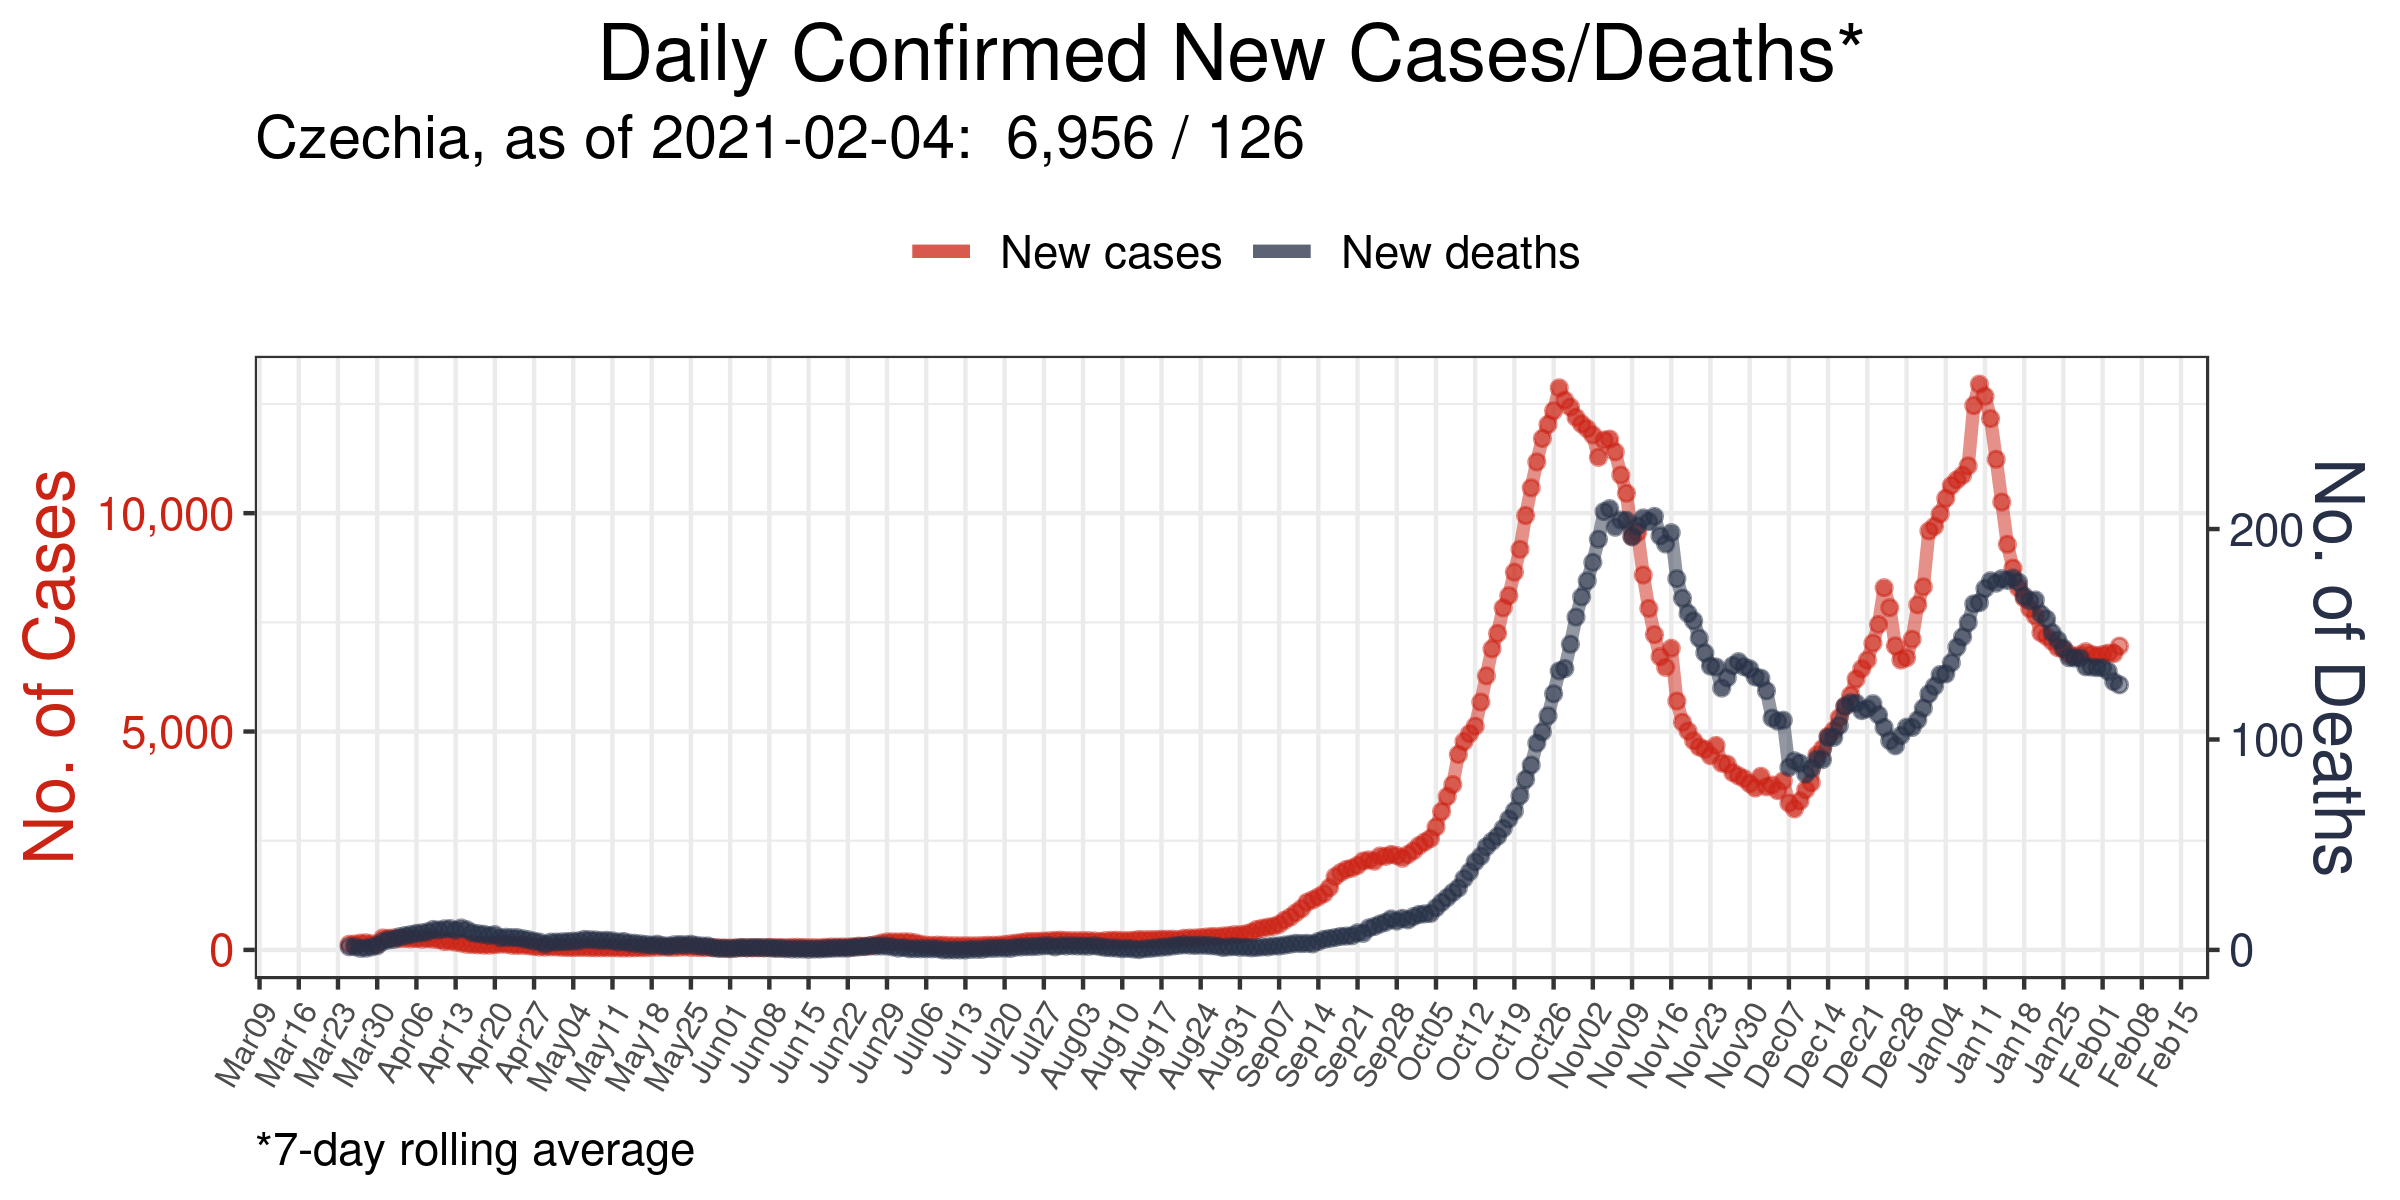 Daily Confirmed New Cases/Deaths*
Czechia, as of 2021-02-04:  6,956 / 126
New cases
New deaths
No. of Cases
10,000
5,000
0
200
100
0
No. of Deaths
Mar09
Mar16
Mar23
Mar30
Apr06
Apr13
Apr20
Apr27
May04
May11
May18
May25
Jun01
Jun08
Jun15
Jun22
Jun29
Jul06
Jul13
Jul20
Jul27
Aug03
Aug10
Aug17
Aug24
Aug31
Sep07
Sep14
Sep21
Sep28
Oct05
Oct12
Oct19
Oct26
Nov02
Nov09
Nov16
Nov23
Nov30
Dec07
Dec14
Dec21
Dec28
Jan04
Jan11
Jan18
Jan25
Feb01
Feb08
Feb15
*7-day rolling average